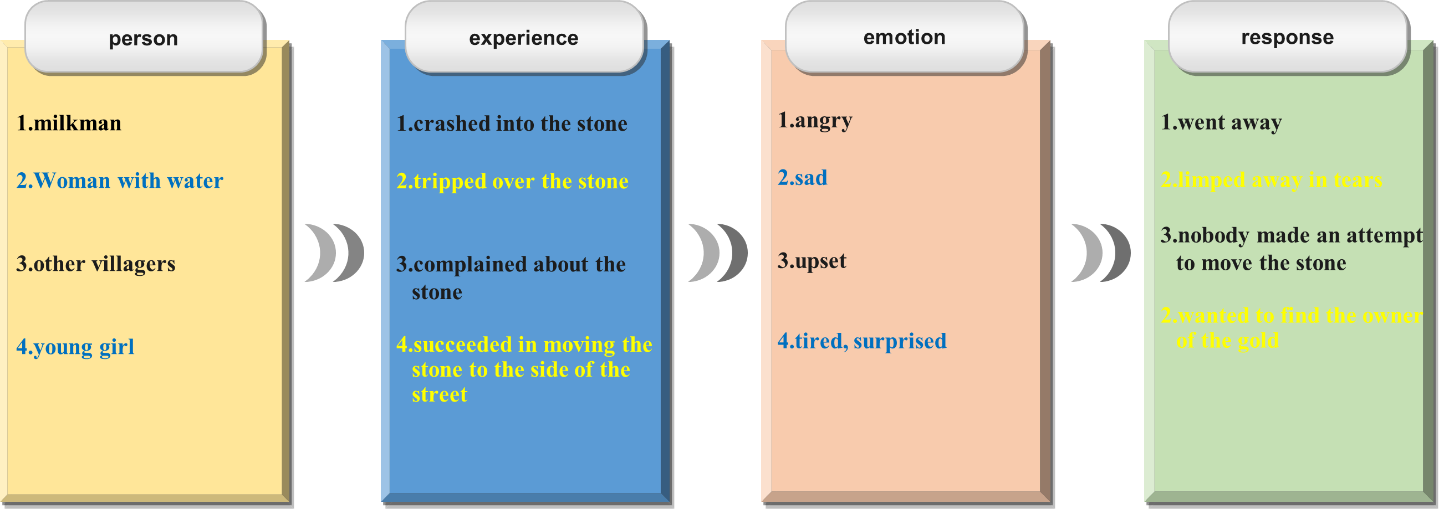 person
1.milkman
2.Woman with water
3.other villagers
4.young girl
experience
1.crashed into the stone
2.tripped over the stone
3.complained about the
stone
4.succeeded in moving the
stone to the side of the
street
emotion
1.angry
2.sad
3.upset
4.tired, surprised
response
1.went away
2.limped away in tears
3.nobody made an attempt
to move the stone
2.wanted to find the owner
of the gold